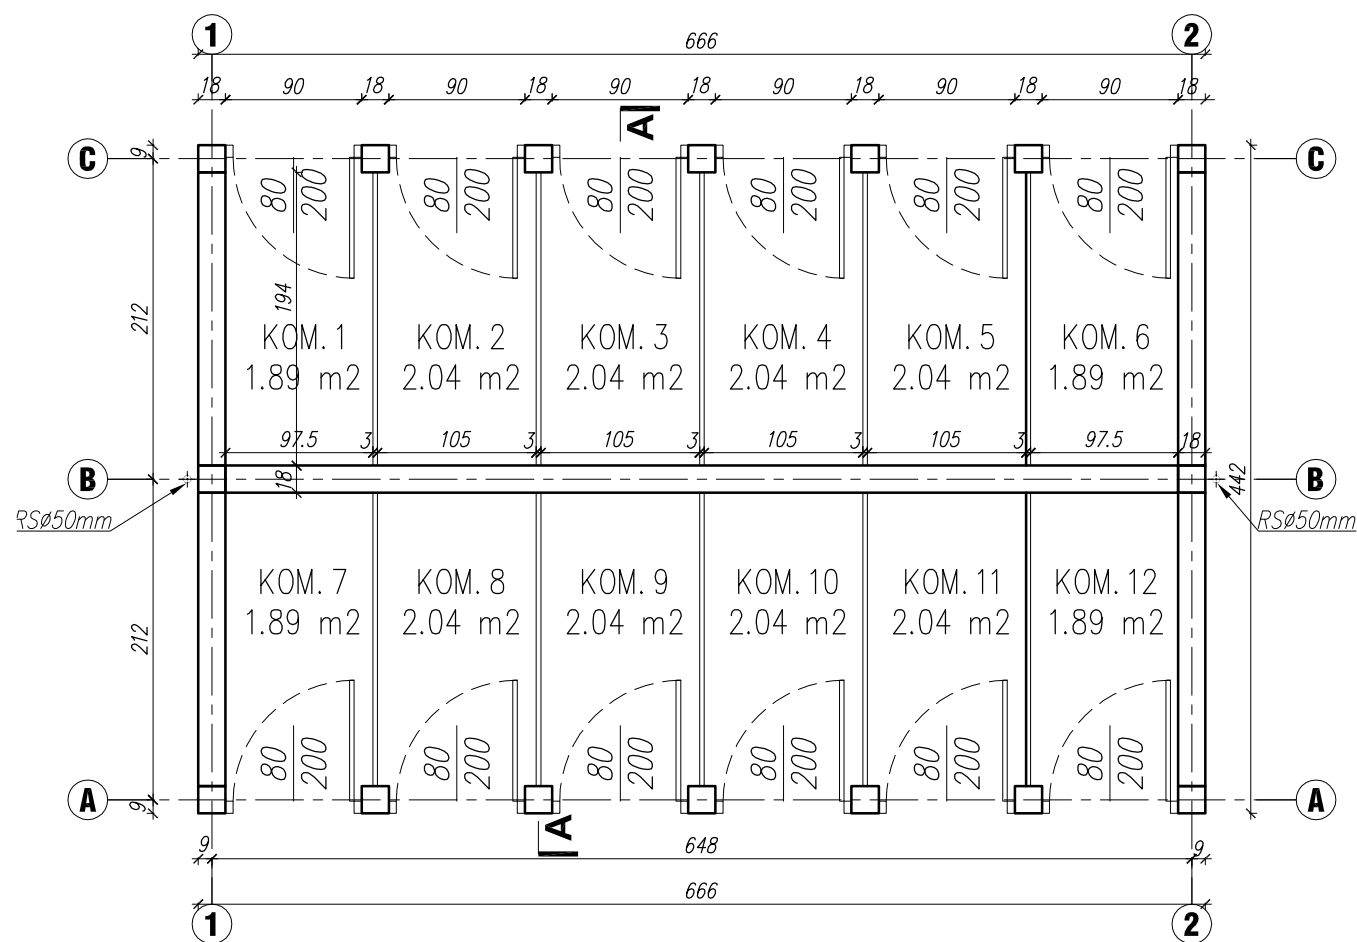 1 2
666
18 90 18 90 18 90 18 90 18 90 18 90 18
A
C 9 C
80 200 80 200 80 200 80 200 80 200 80 200
212 194
KOM. 1 KOM. 2 KOM. 3 KOM. 4 KOM. 5 KOM. 6
1.89 m2 2.04 m2 2.04 m2 2.04 m2 2.04 m2 1.89 m2
97.5 3 105 3 105 3 105 3 105 3 97.5 18
B 18 442 B
RSø50mm RSø50mm
KOM. 7 KOM. 8 KOM. 9 KOM. 10 KOM. 11 KOM. 12
1.89 m2 2.04 m2 2.04 m2 2.04 m2 2.04 m2 1.89 m2
212
80 200 80 200 80 200 80 200 80 200 80 200
A 9 A
A
9 648 9
666
1 2